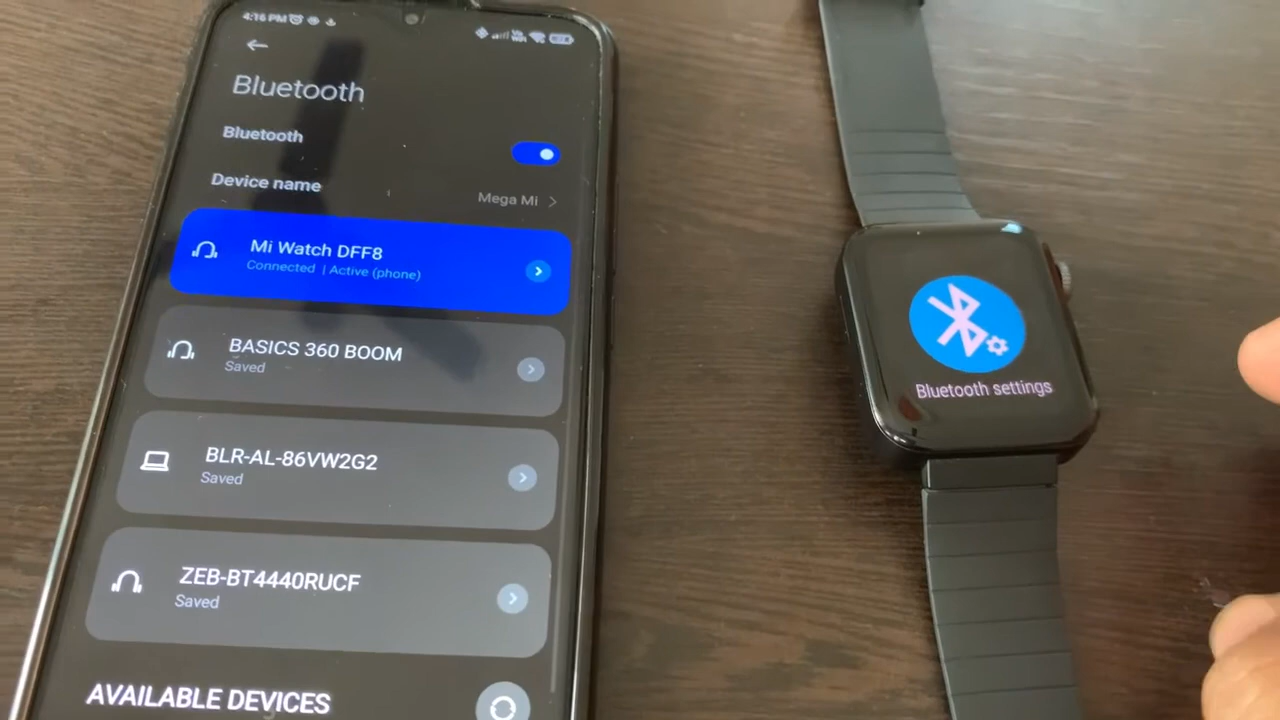 4:16 PM
Bluetooth
Bluetooth
Device name
Mega Mi
Mi Watch DFF8
Connected | Active (phone)
BASICS 360 BOOM
Saved
BLR-AL-86VW2G2
Saved
ZEB-BT4440RUCF
Saved
AVAILABLE DEVICES
Bluetooth settings